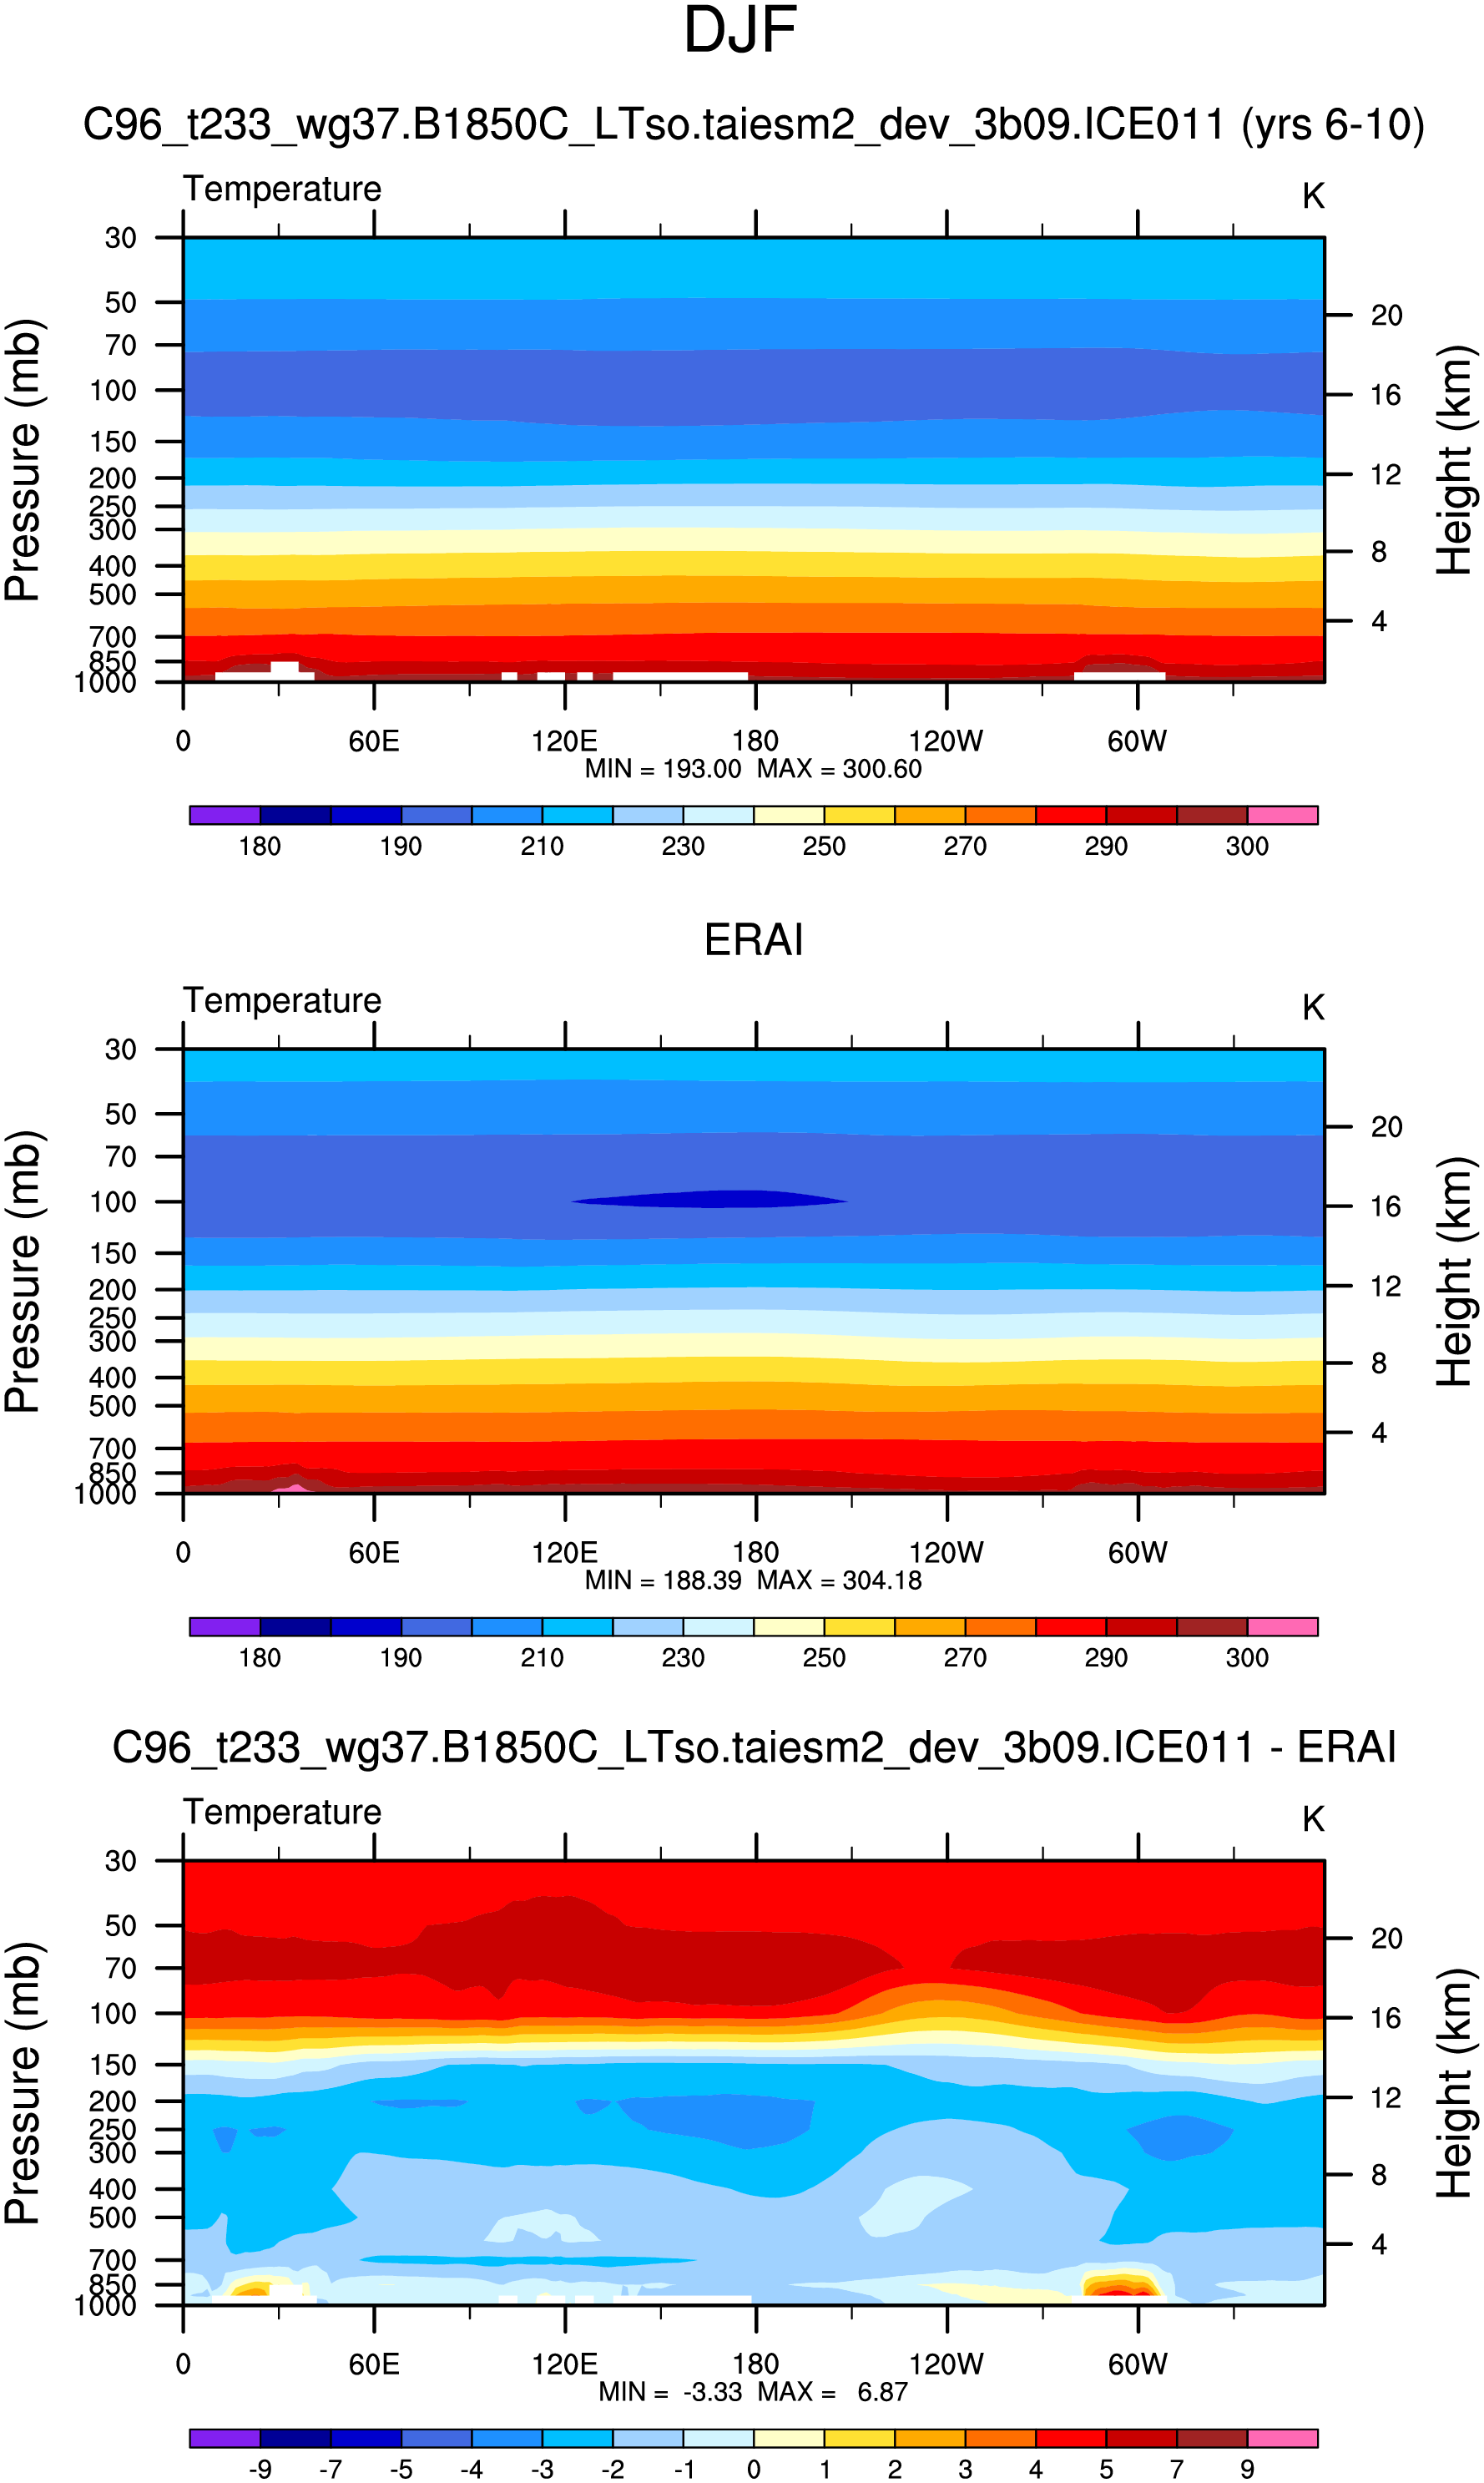 DJF
C96_t233_wg37.B1850C_LTso.taiesm2_dev_3b09.ICE011 (yrs 6-10)
Temperature K
Pressure (mb)
30
50
70
100
150
200
250
300
400
500
700
850
1000
Height (km)
20
16
12
8
4
0 60E 120E 180 120W 60W
MIN = 193.00 MAX = 300.60
180 190 210 230 250 270 290 300
ERAI
Temperature K
Pressure (mb)
30
50
70
100
150
200
250
300
400
500
700
850
1000
Height (km)
20
16
12
8
4
0 60E 120E 180 120W 60W
MIN = 188.39 MAX = 304.18
180 190 210 230 250 270 290 300
C96_t233_wg37.B1850C_LTso.taiesm2_dev_3b09.ICE011 - ERAI
Temperature K
Pressure (mb)
30
50
70
100
150
200
250
300
400
500
700
850
1000
Height (km)
20
16
12
8
4
0 60E 120E 180 120W 60W
MIN = -3.33 MAX = 6.87
-9 -7 -5 -4 -3 -2 -1 0 1 2 3 4 5 7 9